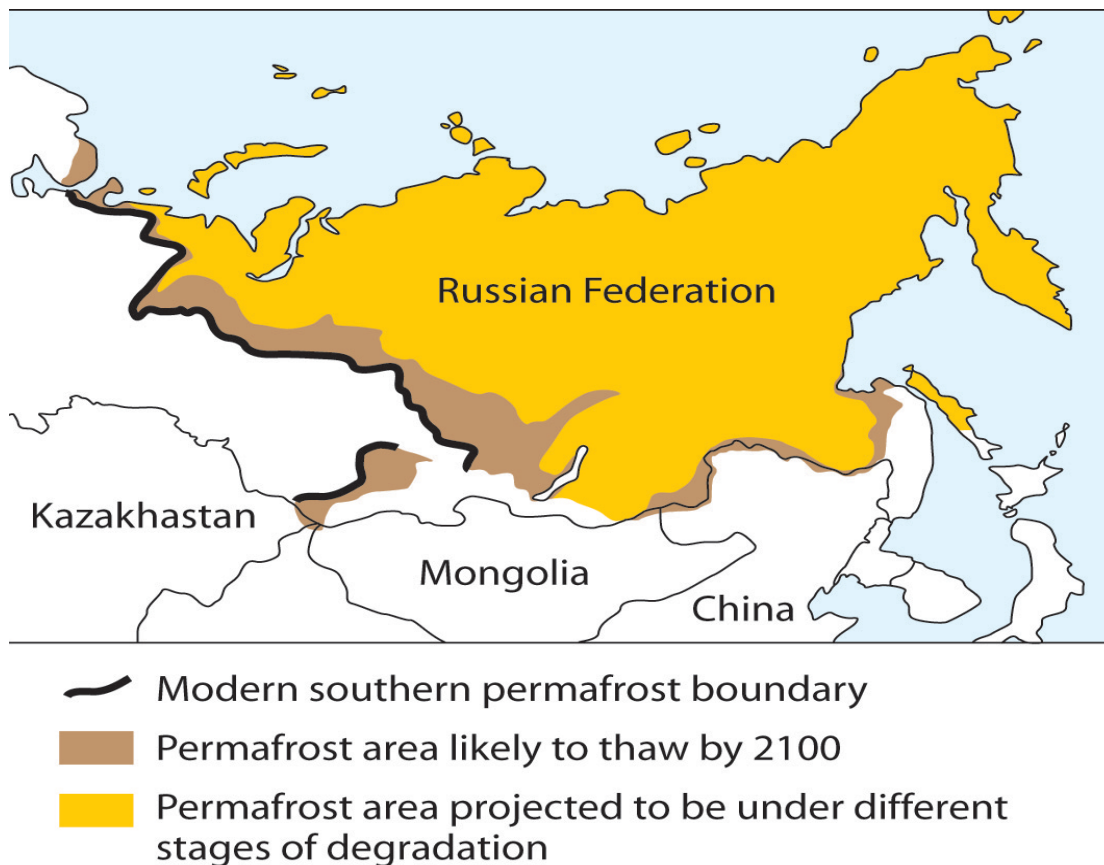 Russian Federation
Kazakhastan
Mongolia
China
Modern southern permafrost boundary
Permafrost area likely to thaw by 2100
Permafrost area projected to be under different
stages of degradation